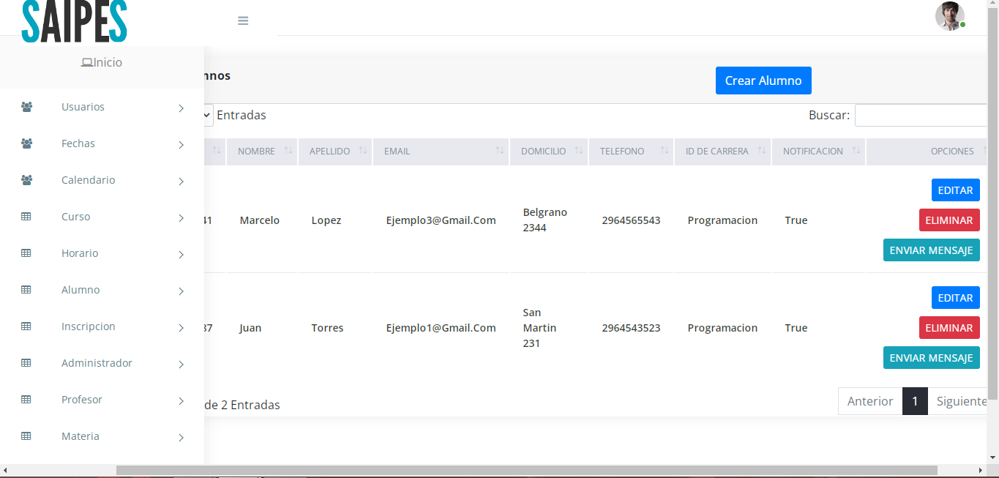 SAIPES
Inicio
mnos
Crear Alumno
Usuarios
Entradas
Buscar:
Fechas
NOMBRE APELLIDO EMAIL DOMICILIO TELEFONO ID DE CARRERA NOTIFICACION OPCIONES
Calendario
EDITAR
Curso
41 Marcelo Lopez Ejemplo3@Gmail.Com Belgrano 2964565543 Programacion True ELIMINAR
2344
Horario
ENVIAR MENSAJE
Alumno
EDITAR
San
Inscripcion
37 Juan Torres Ejemplo1@Gmail.Com Martin 2964543523 Programacion True ELIMINAR
231
Administrador
ENVIAR MENSAJE
Profesor
de 2 Entradas
Anterior 1 Siguiente
Materia